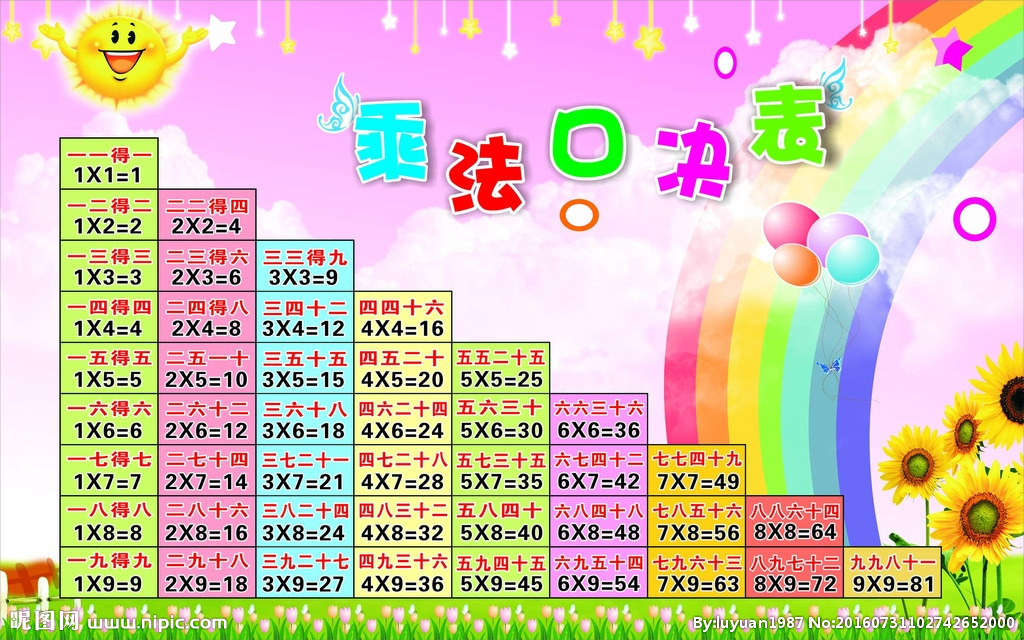 乘法口决表
一一得一
1X1=1
一二得二 二二得四
1X2=2 2X2=4
一三得三 二三得六 三三得九
1X3=3 2X3=6 3X3=9
一四得四 二四得八 三四十二 四四十六
1X4=4 2X4=8 3X4=12 4X4=16
一五得五 二五一十 三五十五 四五二十 五五二十五
1X5=5 2X5=10 3X5=15 4X5=20 5X5=25
一六得六 二六十二 三六十八 四六二十四 五六三十 六六三十六
1X6=6 2X6=12 3X6=18 4X6=24 5X6=30 6X6=36
一七得七 二七十四 三七二十一 四七二十八 五七三十五 六七四十二 七七四十九
1X7=7 2X7=14 3X7=21 4X7=28 5X7=35 6X7=42 7X7=49
一八得八 二八十六 三八二十四 四八三十二 五八四十 六八四十八 七八五十六 八八六十四
1X8=8 2X8=16 3X8=24 4X8=32 5X8=40 6X8=48 7X8=56 8X8=64
一九得九 二九十八 三九二十七 四九三十六 五九四十五 六九五十四 七九六十三 八九七十二 九九八十一
1X9=9 2X9=18 3X9=27 4X9=36 5X9=45 6X9=54 7X9=63 8X9=72 9X9=81
昵图网 www.nipic.com By:luyuan1987 No:20160731102742652000